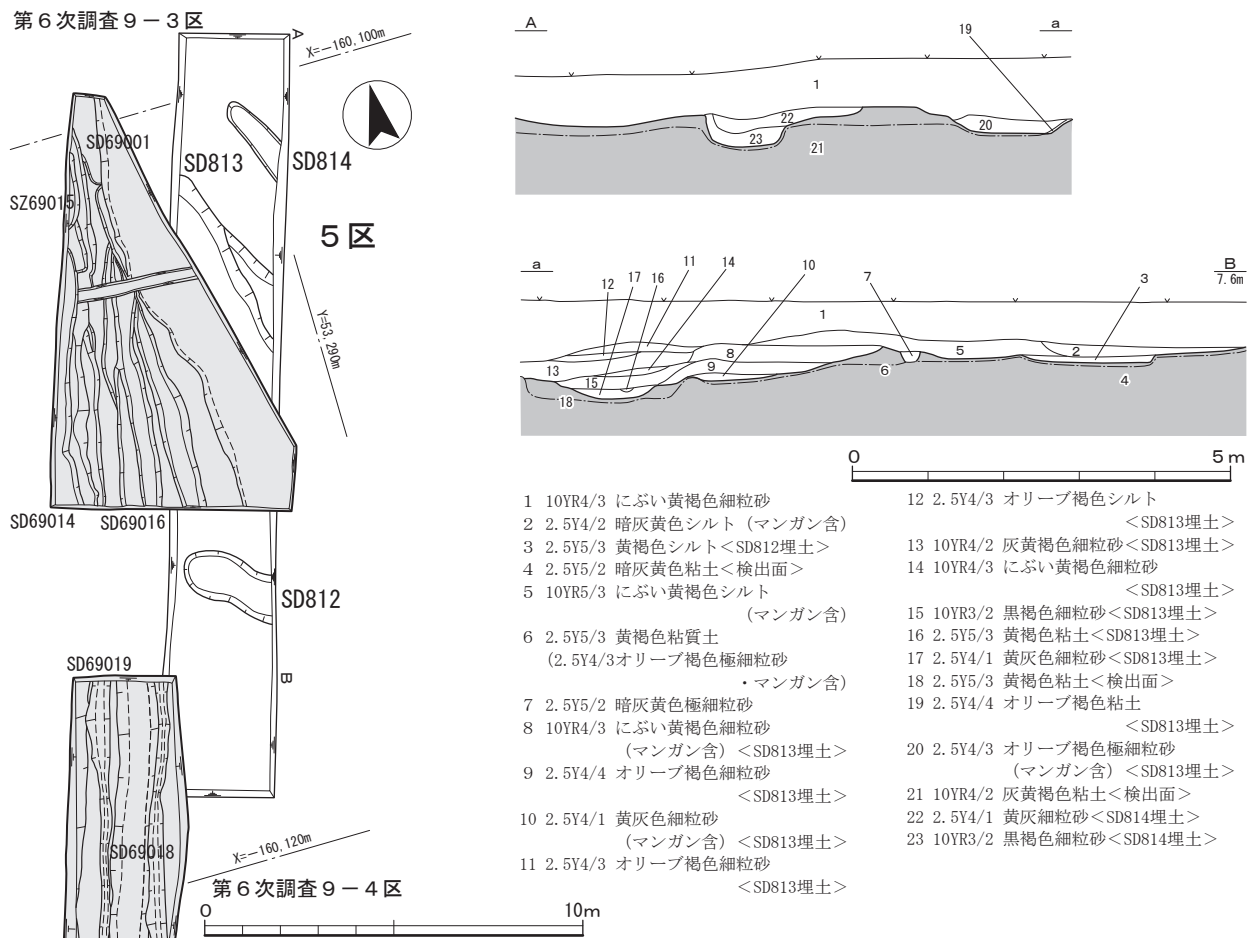 第６次調査９－３区
A
X=-160,100m
SD69001
SD813
SD814
SZ69015
5区
Y=53,290m
SD69014
SD69016
SD812
SD69019
B
SD69018
X=-160,120m
第６次調査９－４区
0
10m
A
a
19
1
22
20
23
21
a
B
7.6m
12
17
11
16
14
10
7
3
1
8
5
2
13
9
6
15
4
18
0
5m
1 10YR4/3 にぶい黄褐色細粒砂
2 2.5Y4/2 暗灰黄色シルト（マンガン含）
3 2.5Y5/3 黄褐色シルト＜SD812埋土＞
4 2.5Y5/2 暗灰黄色粘土＜検出面＞
5 10YR5/3 にぶい黄褐色シルト
（マンガン含）
6 2.5Y5/3 黄褐色粘質土
(2.5Y4/3オリーブ褐色極細粒砂
・マンガン含）
7 2.5Y5/2 暗灰黄色極細粒砂
8 10YR4/3 にぶい黄褐色細粒砂
（マンガン含）＜SD813埋土＞
9 2.5Y4/4 オリーブ褐色細粒砂
＜SD813埋土＞
10 2.5Y4/1 黄灰色細粒砂
（マンガン含）＜SD813埋土＞
11 2.5Y4/3 オリーブ褐色細粒砂
＜SD813埋土＞
12 2.5Y4/3 オリーブ褐色シルト
＜SD813埋土＞
13 10YR4/2 灰黄褐色細粒砂＜SD813埋土＞
14 10YR4/3 にぶい黄褐色細粒砂
＜SD813埋土＞
15 10YR3/2 黒褐色細粒砂＜SD813埋土＞
16 2.5Y5/3 黄褐色粘土＜SD813埋土＞
17 2.5Y4/1 黄灰色細粒砂＜SD813埋土＞
18 2.5Y5/3 黄褐色粘土＜検出面＞
19 2.5Y4/4 オリーブ褐色粘土
＜SD813埋土＞
20 2.5Y4/3 オリーブ褐色極細粒砂
（マンガン含）＜SD813埋土＞
21 10YR4/2 灰黄褐色粘土＜検出面＞
22 2.5Y4/1 黄灰細粒砂＜SD814埋土＞
23 10YR3/2 黒褐色細粒砂＜SD814埋土＞